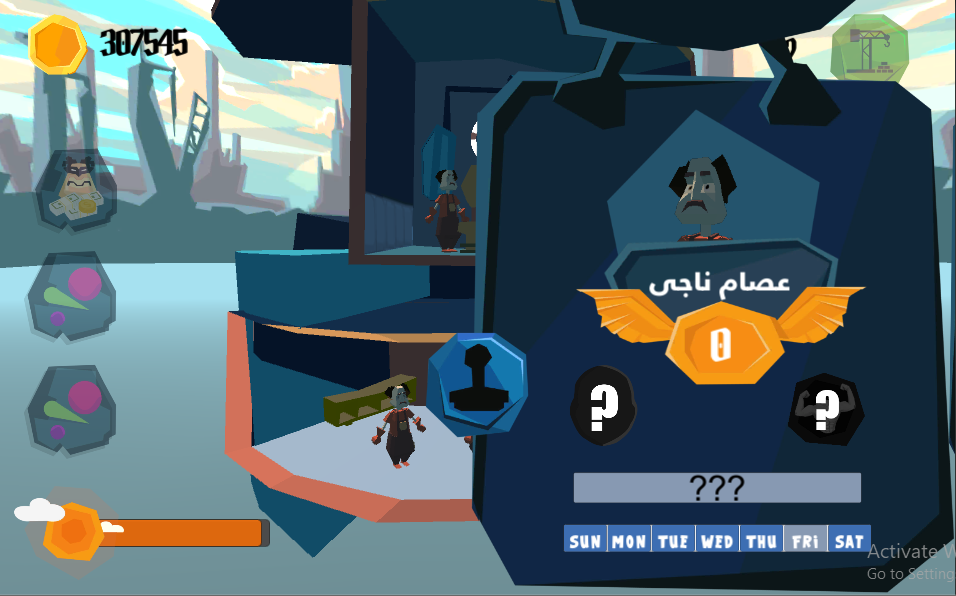 307545
عصام ناجى
0
?
?
???
SUN MON TUE WED THU FRi SAT
Activate W
Go to Setting